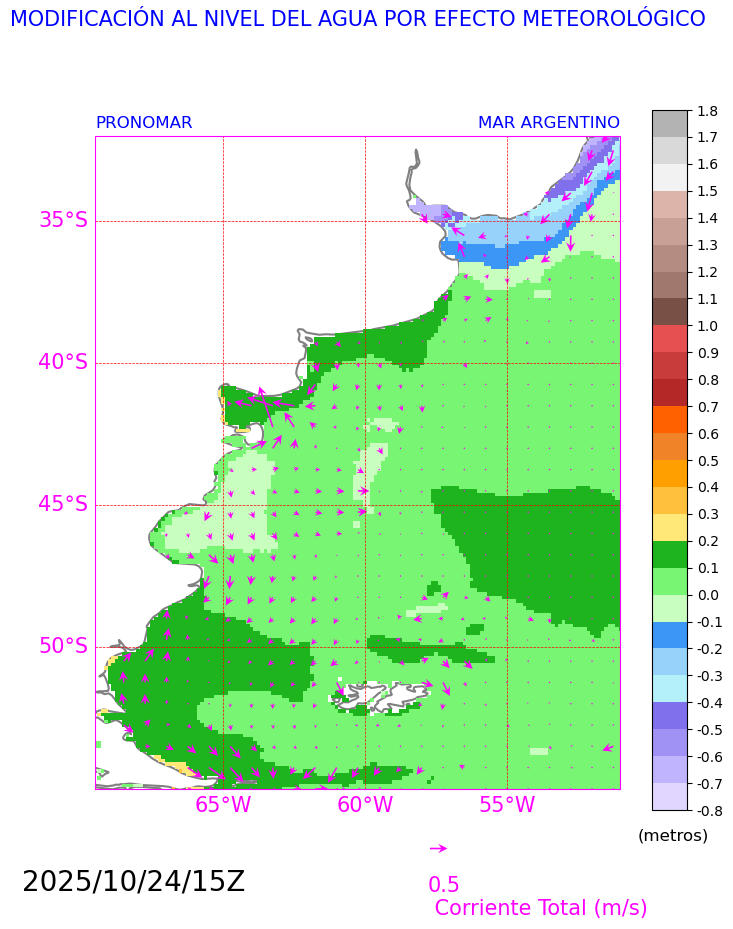 MODIFICACIÓN AL NIVEL DEL AGUA POR EFECTO METEOROLÓGICO
PRONOMAR
MAR ARGENTINO
35°S
40°S
45°S
50°S
65°W
60°W
55°W
1.8
1.7
1.6
1.5
1.4
1.3
1.2
1.1
1.0
0.9
0.8
0.7
0.6
0.5
0.4
0.3
0.2
0.1
0.0
-0.1
-0.2
-0.3
-0.4
-0.5
-0.6
-0.7
-0.8
(metros)
2025/10/24/15Z
0.5
Corriente Total (m/s)